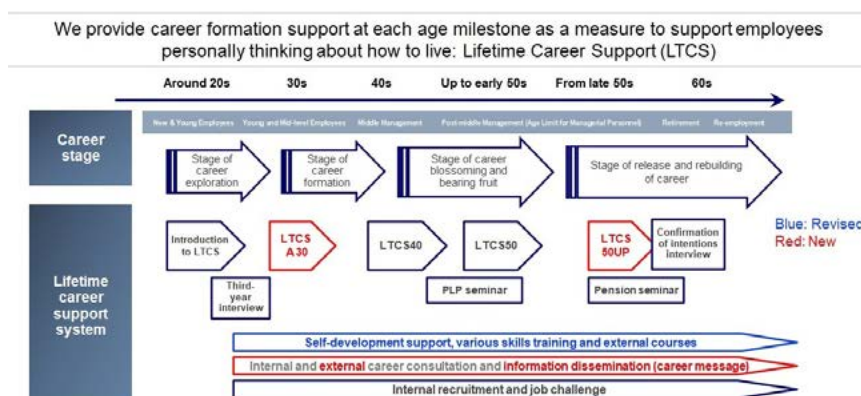 We provide career formation support at each age milestone as a measure to support employees
personally thinking about how to live: Lifetime Career Support (LTCS)
Around 20s
30s
40s
Up to early 50s
From late 50s
60s
Career
stage
New & Young Employees
Young and Mid-level Employees
Middle Management
Post-middle Management (Age Limit for Managerial Personnel)
Retirement
Re-employment
Stage of
career
exploration
Stage of
career
formation
Stage of career
blossoming and
bearing fruit
Stage of release and rebuilding
of career
Blue: Revised
Red: New
Lifetime
career
support
system
Introduction
to LTCS
LTCS
A30
LTCS40
LTCS50
LTCS
50UP
Confirmation
of intentions
interview
Third-
year
interview
PLP seminar
Pension seminar
Self-development support, various skills training and external courses
Internal and external career consultation and information dissemination (career message)
Internal recruitment and job challenge